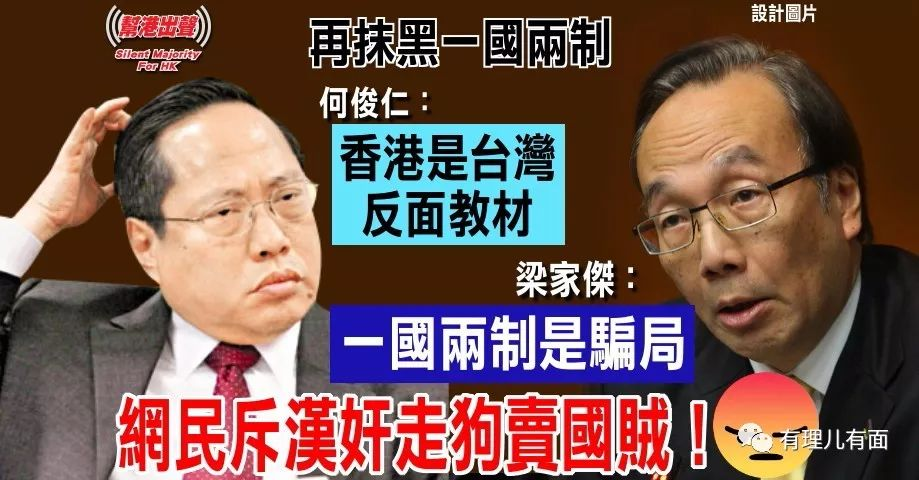 幫港出聲
Silent Majority
For HK
設計圖片
再抹黑一國兩制
何俊仁：
香港是台灣
反面教材
梁家傑：
一國兩制是騙局
網民斥漢奸走狗賣國賊！
有理儿有面